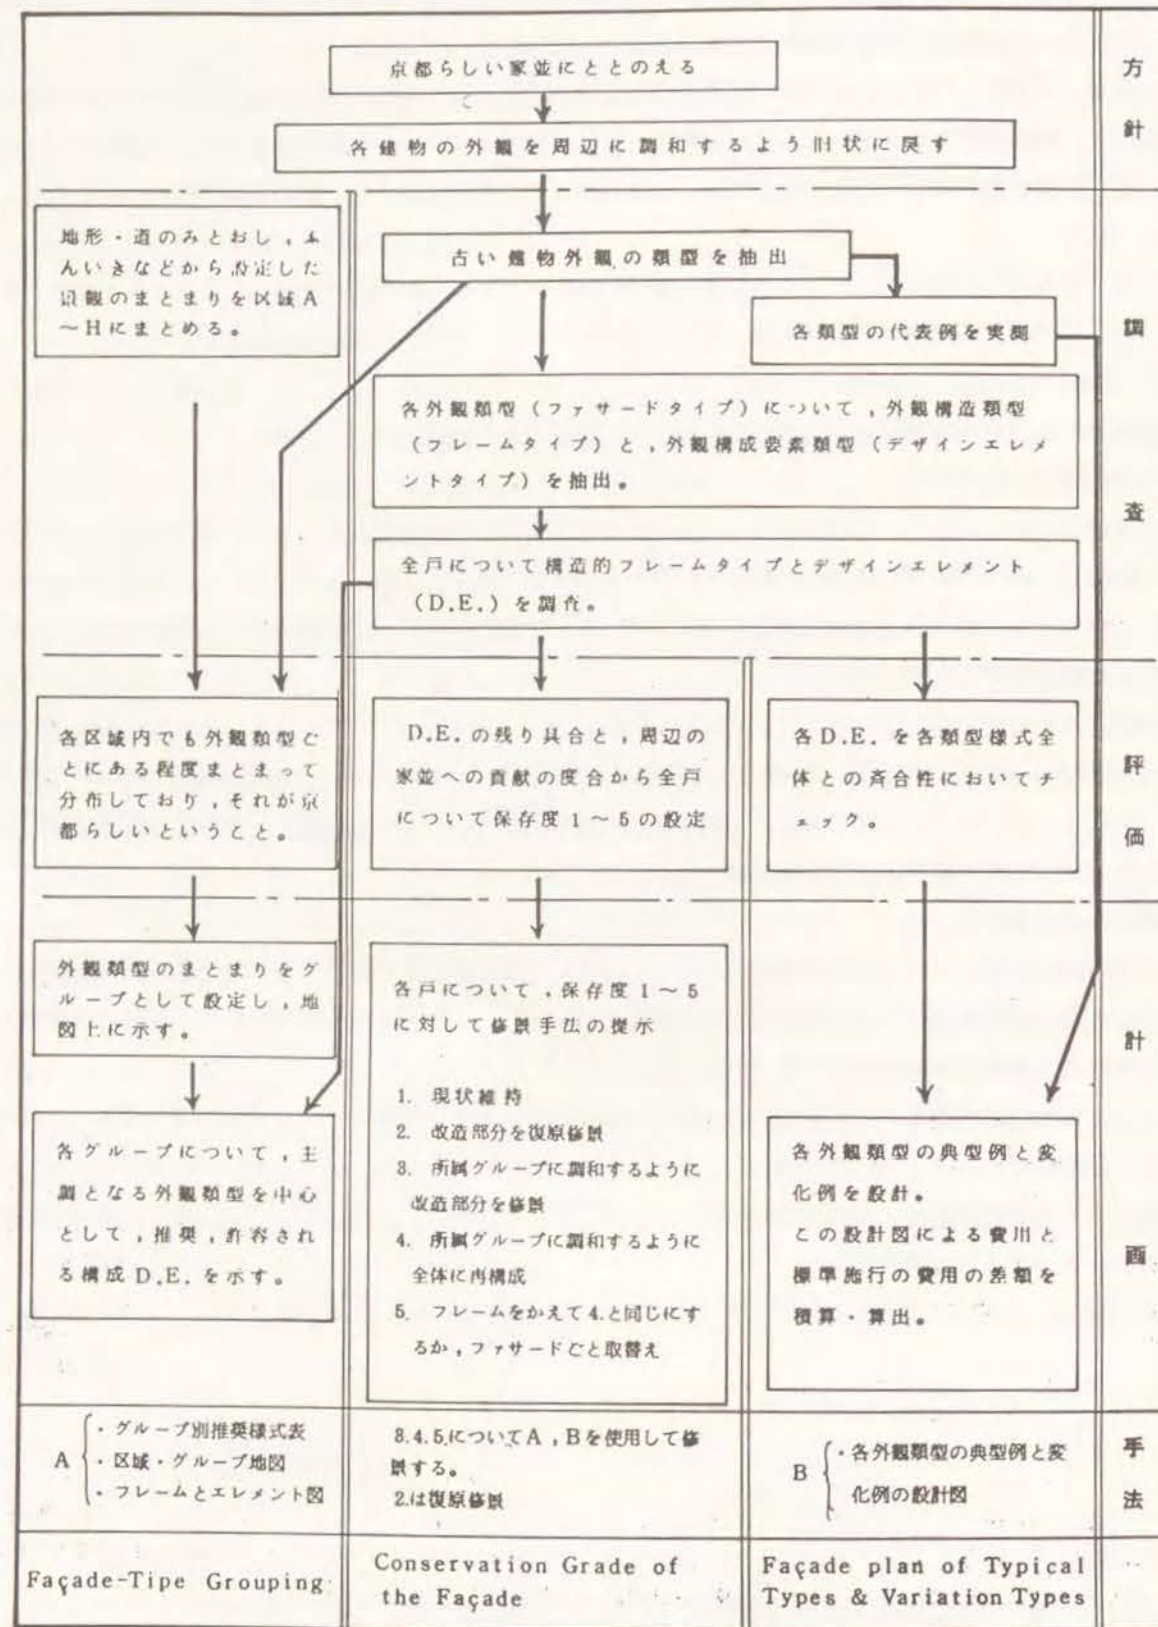 京都らしい家並にととのえる
各建物の外観を周辺に調和するよう旧状に戻す
方
針
地形・道のみとおし，ふ
んいきなどから設定した
景観のまとまりを区域A
～Hにまとめる。
古い建物外観の類型を抽出
各類型の代表例を実測
各外観類型（ファサードタイプ）について，外観構造類型
（フレームタイプ）と，外観構成要素類型（デザインエレメ
ントタイプ）を抽出。
全戸について構造的フレームタイプとデザインエレメント
（D.E.）を調査。
調
査
各区域内でも外観類型ご
とにある程度まとまって
分布しており，それが京
都らしいということ。
D.E.の残り具合と，周辺の
家並への貢献の度合から全戸
について保存度1～5の設定
各D.E.を各類型様式全
体との斉合性においてチ
ェック。
評
価
外観類型のまとまりをグ
ループとして設定し，地
図上に示す。
各グループについて，主
調となる外観類型を中心
として，推奨，許容され
る構成D.E.を示す。
各戸について，保存度1～5
に対して修景手法の提示
1. 現状維持
2. 改造部分を復原修景
3. 所属グループに調和するように
改造部分を修景
4. 所属グループに調和するように
全体に再構成
5. フレームをかえて4.と同じにす
るか，ファサードごと取替え
各外観類型の典型例と変
化例を設計。
この設計図による費用と
標準施行の費用の差額を
積算・算出。
計
画
A
・グループ別推奨様式表
・区域・グループ地図
・フレームとエレメント図
3.4.5.についてA，Bを使用して修
景する。
2.は復原修景
B
・各外観類型の典型例と変
化例の設計図
手
法
Façade-Tipe Grouping
Conservation Grade of
the Façade
Façade plan of Typical
Types & Variation Types